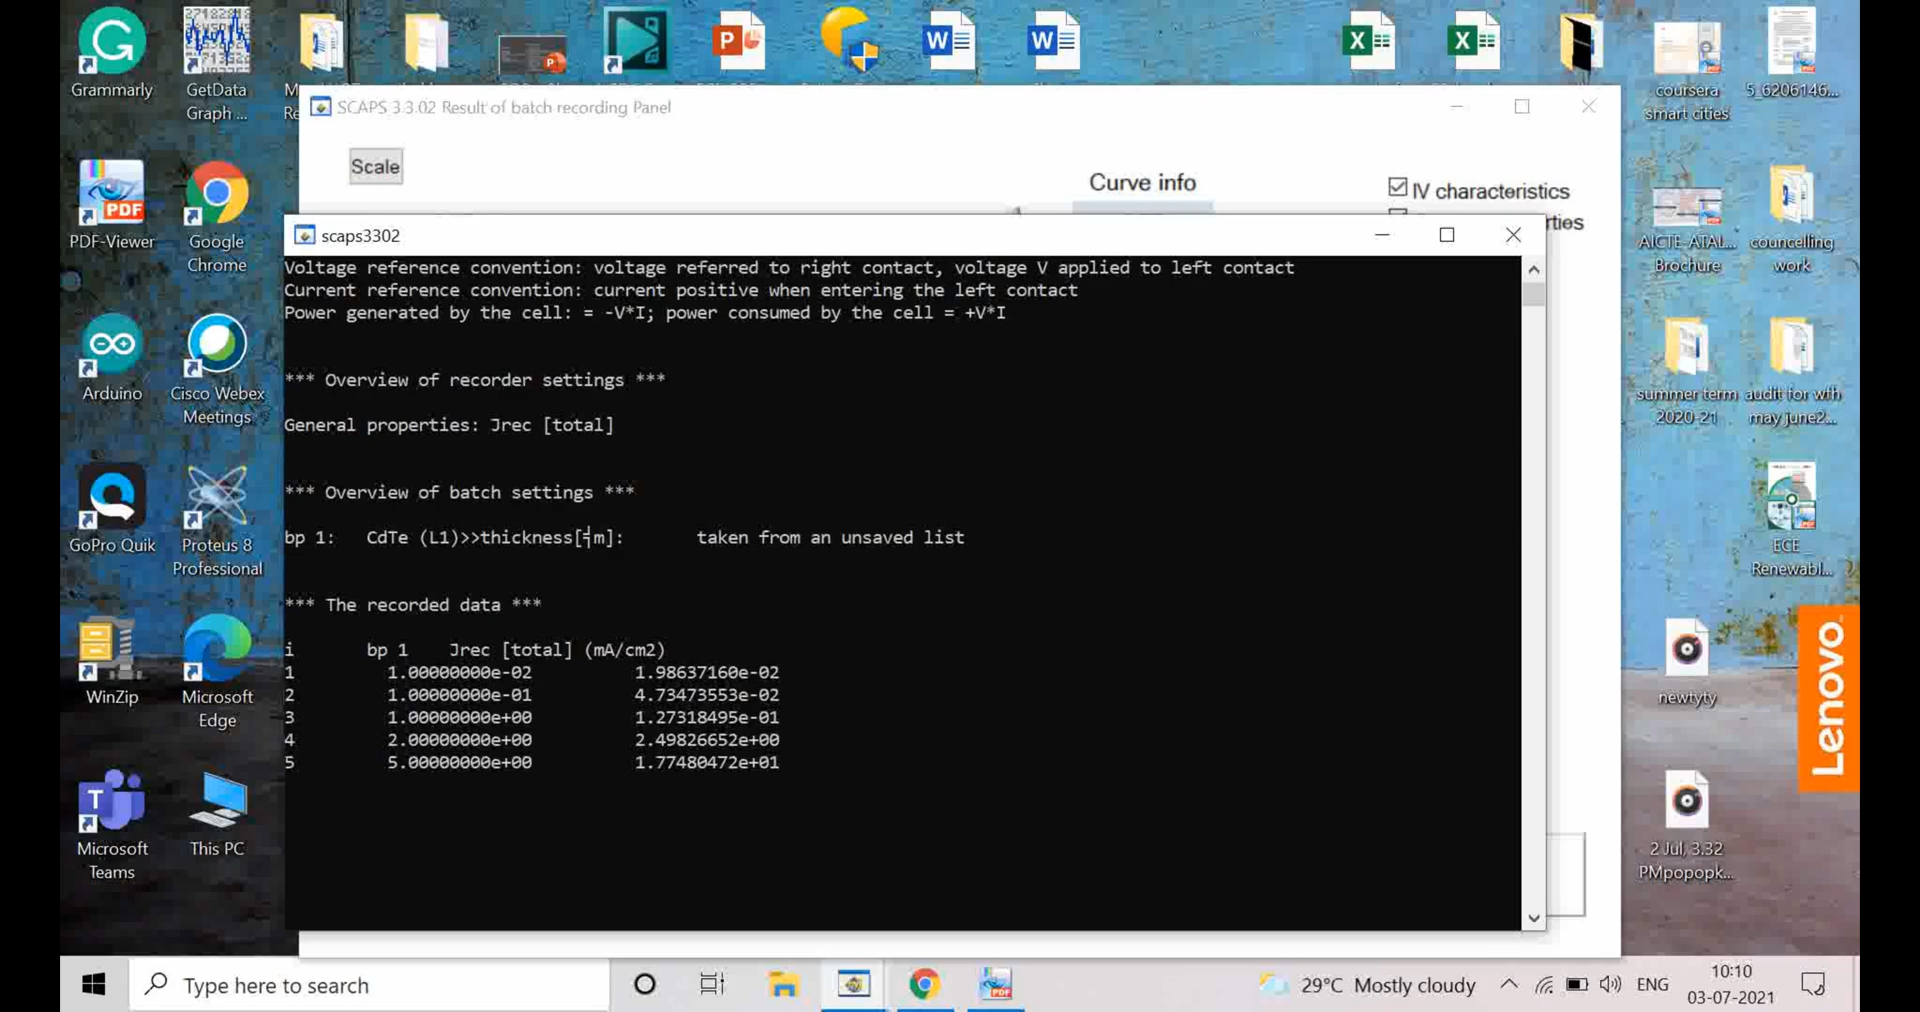 Grammarly
GetData
Graph ...
PDF-Viewer
Google
Chrome
Arduino
Cisco Webex
Meetings
GoPro Quik
Proteus 8
Professional
WinZip
Microsoft
Edge
Microsoft
Teams
This PC
SCAPS 3.3.02 Result of batch recording Panel
Scale
Curve info
IV characteristics
scaps3302
Voltage reference convention: voltage referred to right contact, voltage V applied to left contact
Current reference convention: current positive when entering the left contact
Power generated by the cell: = -V*I; power consumed by the cell = +V*I
*** Overview of recorder settings ***
General properties: Jrec [total]
*** Overview of batch settings ***
bp 1: CdTe (L1)>>thickness[╡m]: taken from an unsaved list
*** The recorded data ***
i bp 1 Jrec [total] (mA/cm2)
1 1.00000000e-02 1.98637160e-02
2 1.00000000e-01 4.73473553e-02
3 1.00000000e+00 1.27318495e-01
4 2.00000000e+00 2.49826652e+00
5 5.00000000e+00 1.77480472e+01
coursera
smart cities
5_6206146...
AICTE-ATAL...
Brochure
councelling
work
summer term
2020-21
audit for wfh
may june2...
ECE _
Renewabl...
newtyty
2 Jul, 3.32
PMpopopk...
Lenovo
Type here to search
29°C Mostly cloudy
ENG
10:10
03-07-2021